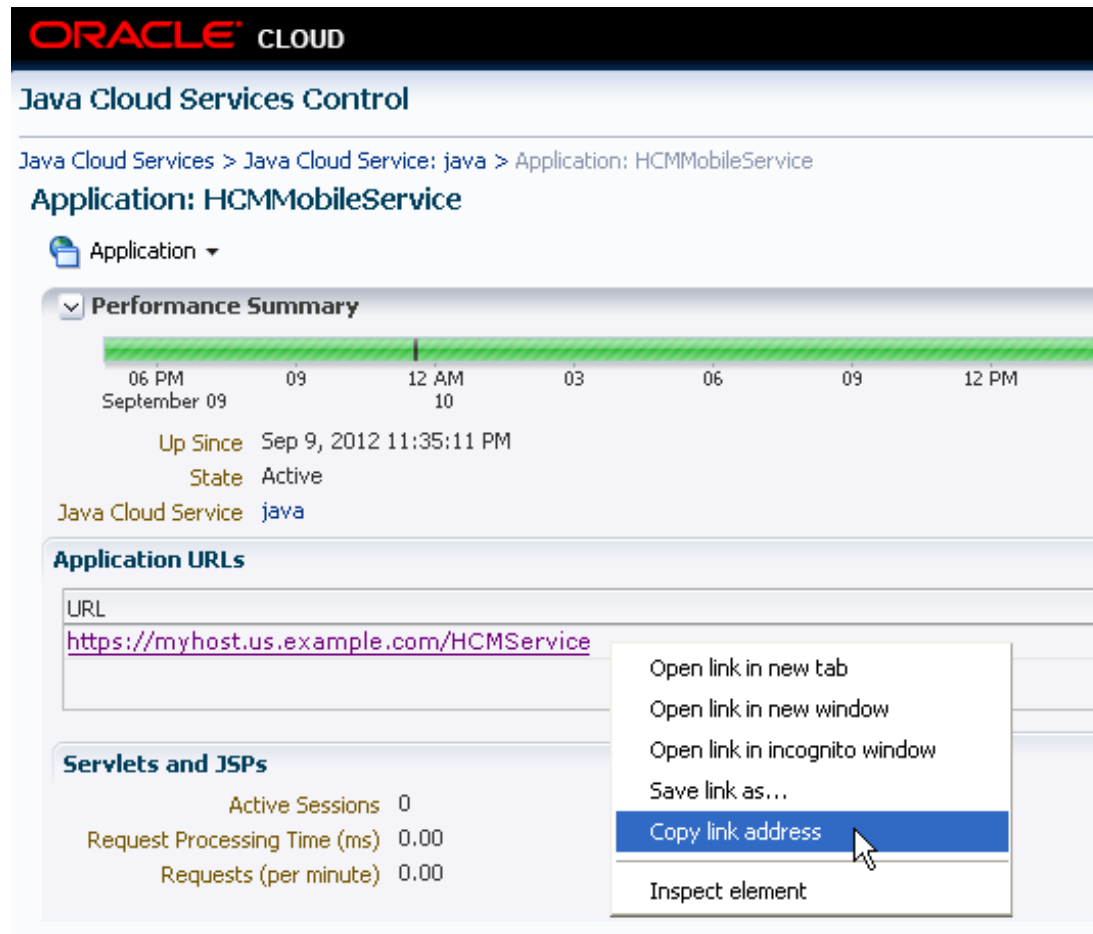 ORACLE CLOUD
Java Cloud Services Control
Java Cloud Services > Java Cloud Service: java > Application: HCMMobileService
Application: HCMMobileService
Application
Performance Summary
06 PM 09 12 AM 03 06 09 12 PM
September 09 10
Up Since Sep 9, 2012 11:35:11 PM
State Active
Java Cloud Service java
Application URLs
URL
https://myhost.us.example.com/HCMService
Open link in new tab
Open link in new window
Open link in incognito window
Save link as...
Copy link address
Inspect element
Servlets and JSPs
Active Sessions 0
Request Processing Time (ms) 0.00
Requests (per minute) 0.00